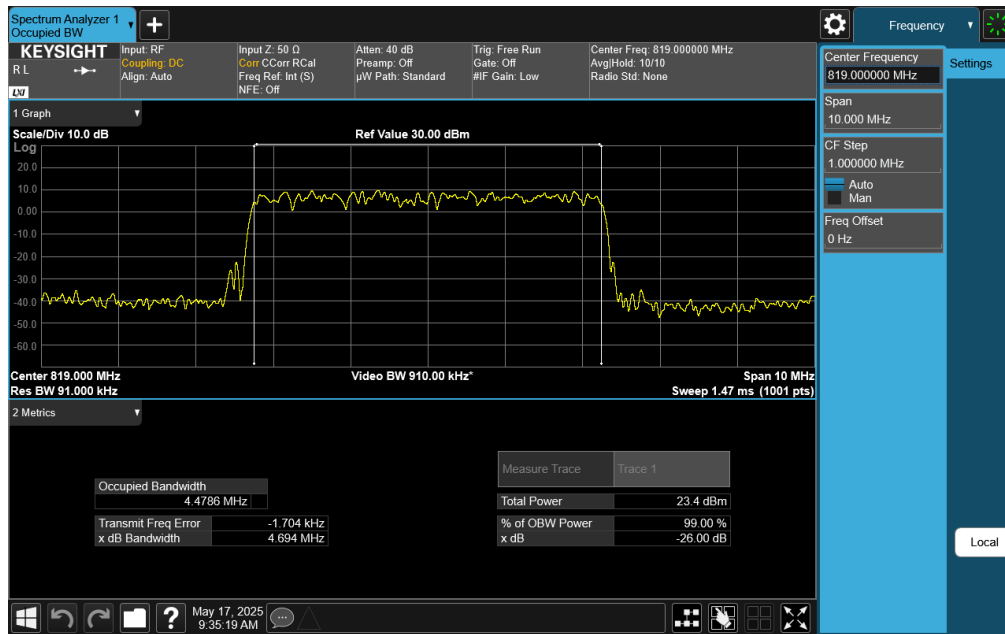 Spectrum Analyzer 1
Occupied BW
Frequency
KEYSIGHT
R L
LXI
Input: RF
Coupling: DC
Align: Auto
Input Z: 50 Ω
Corr CCorr RCal
Freq Ref: Int (S)
NFE: Off
Atten: 40 dB
Preamp: Off
µW Path: Standard
Trig: Free Run
Gate: Off
#IF Gain: Low
Center Freq: 819.000000 MHz
Avg|Hold: 10/10
Radio Std: None
Center Frequency
819.000000 MHz
Settings
Span
10.000 MHz
CF Step
1.000000 MHz
Auto
Man
Freq Offset
0 Hz
1 Graph
Scale/Div 10.0 dB
Ref Value 30.00 dBm
Log
20.0
10.0
0.00
-10.0
-20.0
-30.0
-40.0
-50.0
-60.0
Center 819.000 MHz
Video BW 910.00 kHz*
Span 10 MHz
Res BW 91.000 kHz
Sweep 1.47 ms (1001 pts)
2 Metrics
Measure Trace
Trace 1
Occupied Bandwidth
4.4786 MHz
Total Power
23.4 dBm
Transmit Freq Error
-1.704 kHz
% of OBW Power
99.00 %
x dB Bandwidth
4.694 MHz
x dB
-26.00 dB
Local
?
May 17, 2025
9:35:19 AM